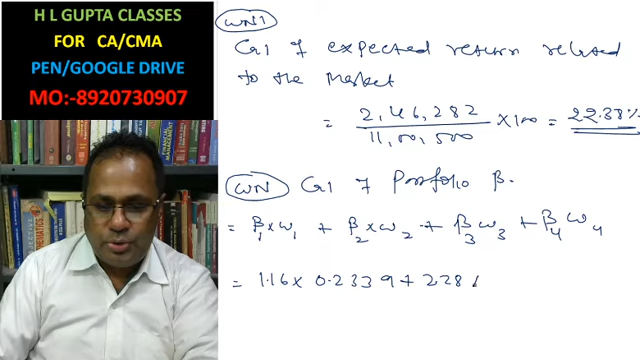 H L GUPTA CLASSES
FOR CA/CMA
PEN/GOOGLE DRIVE
MO:-8920730907
WN1
Cal of expected return related
to the Market
= 2,46,282 / 11,00,500 ×100 = 22.38%
WN Cal of Portfolio β.
= β1×ω1 + β2×ω2 + β3ω3 + β4ω4
= 1.16× 0.2339 + 2.28